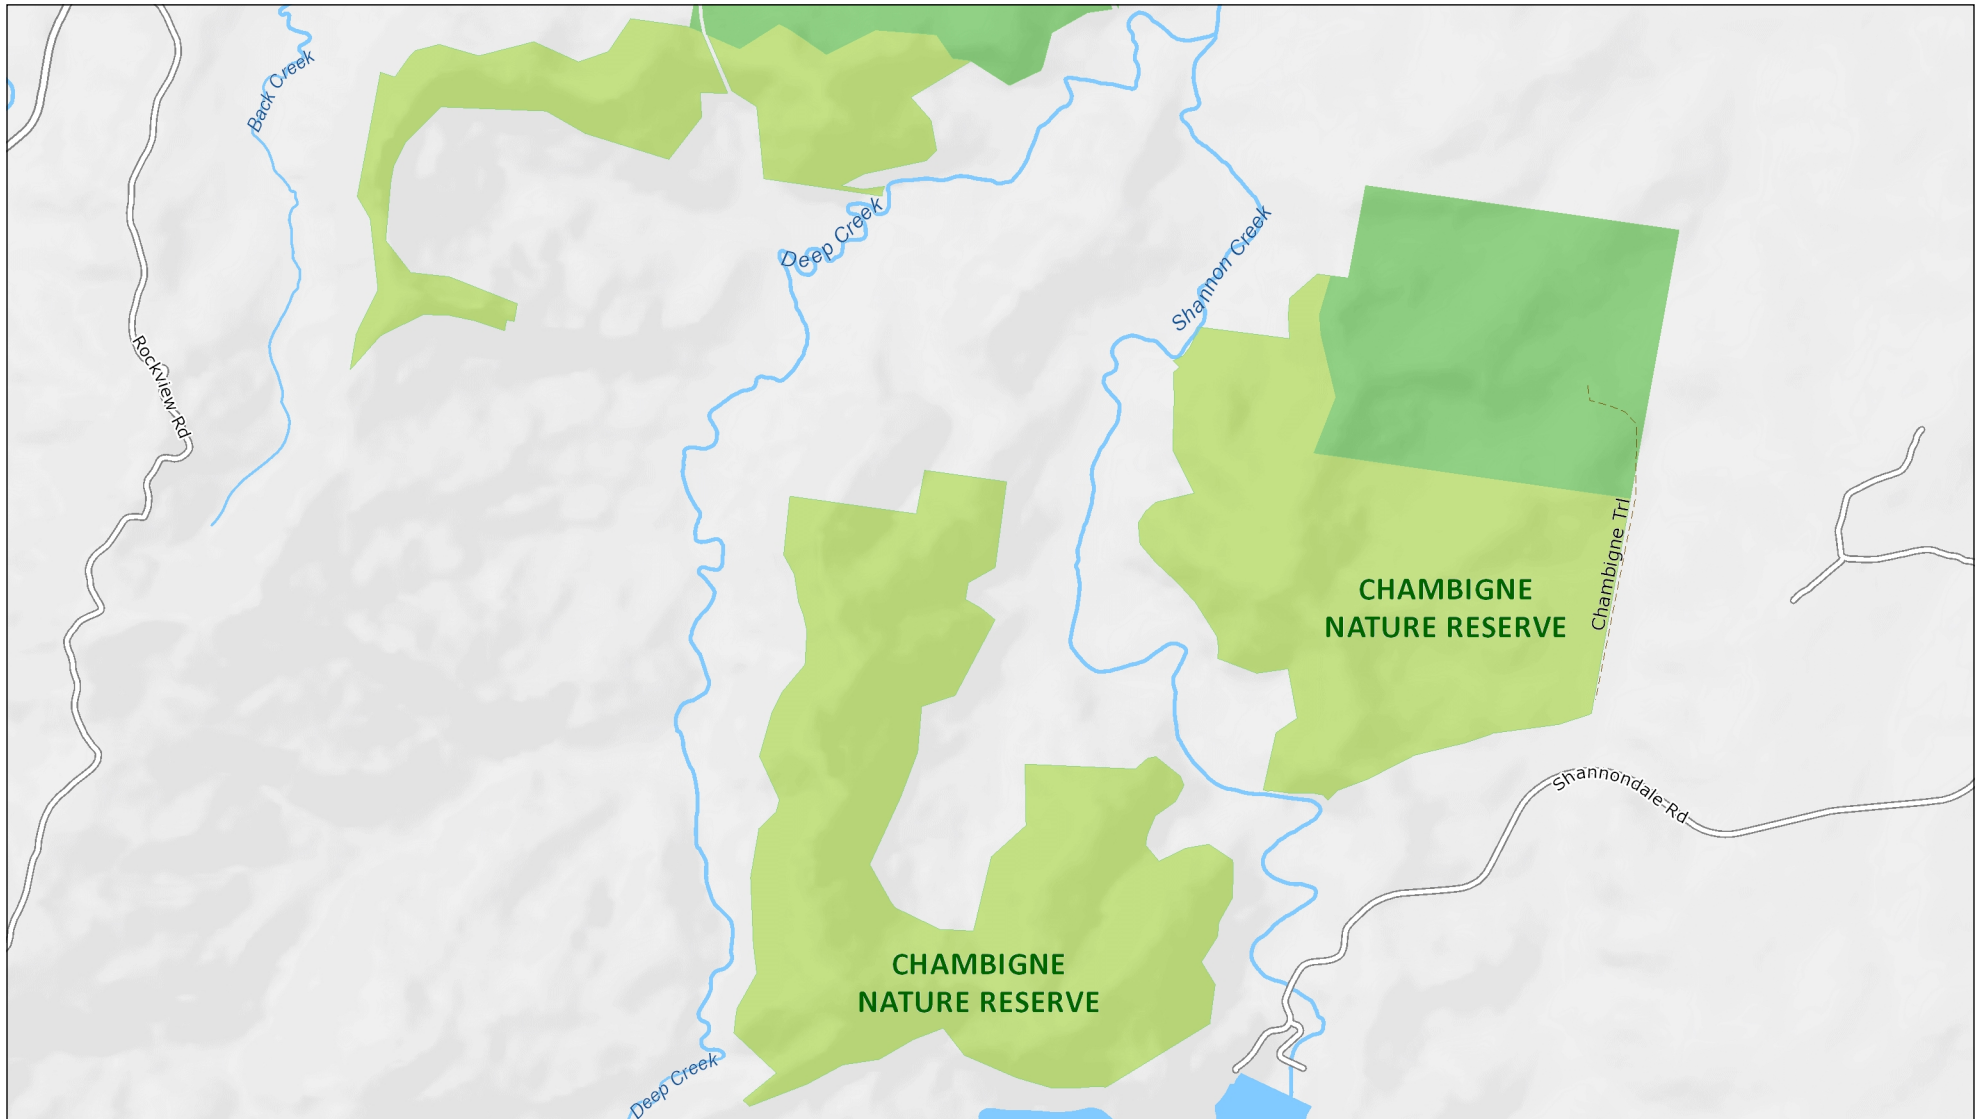 Back Creek
Deep Creek
Shannon Creek
Rockview Rd
Chambigne Trl
CHAMBIGNE
NATURE RESERVE
Shannondale Rd
CHAMBIGNE
NATURE RESERVE
Deep Creek